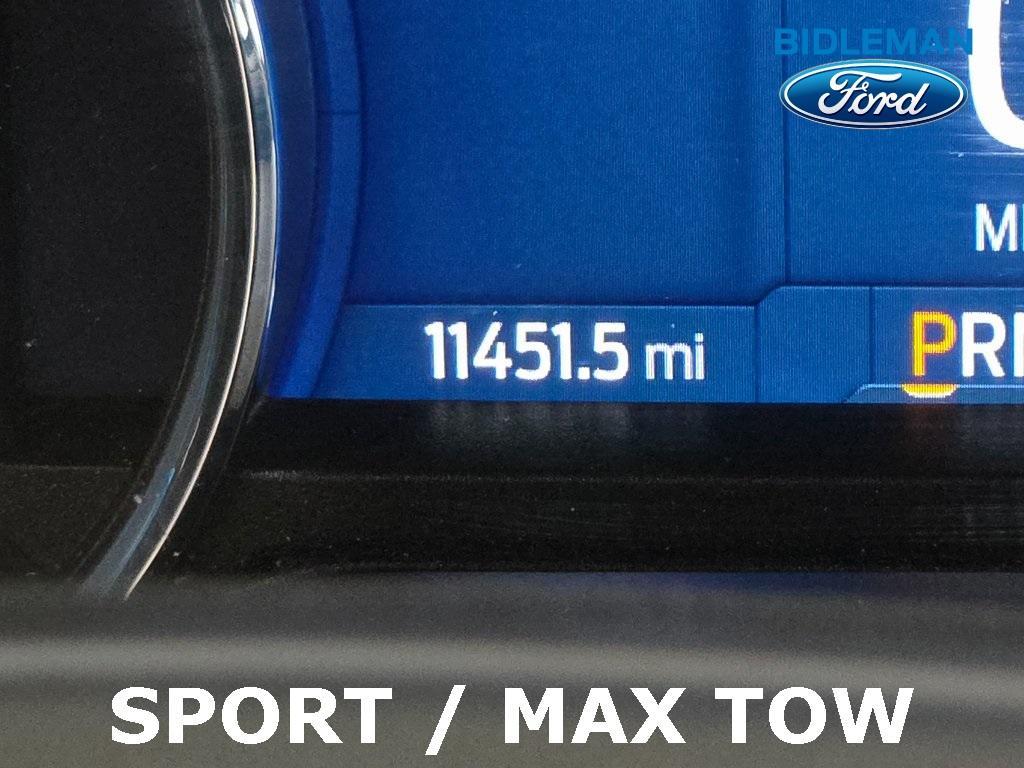 BIDLEMAN
Ford
11451.5 mi
SPORT / MAX TOW